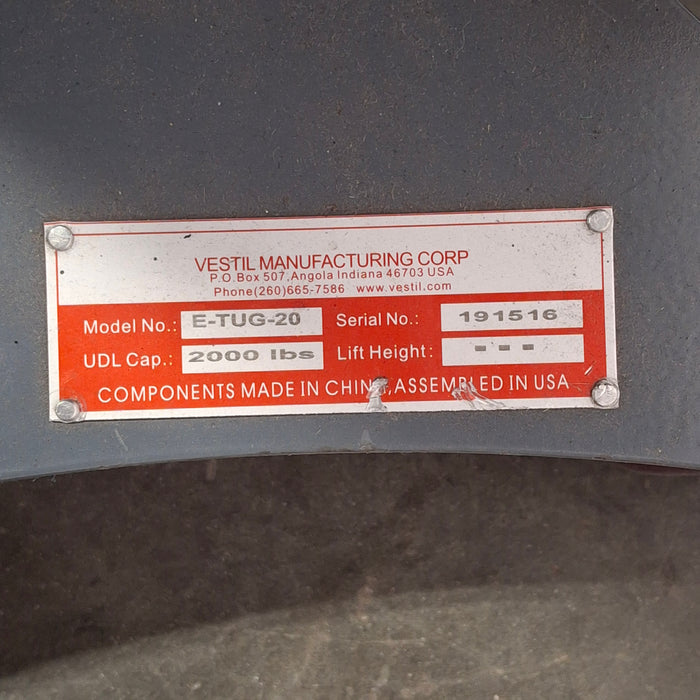 VESTIL MANUFACTURING CORP
P.O.Box 507,Angola Indiana 46703 USA
Phone(260)665-7586 www.vestil.com
Model No.: E-TUG-20 Serial No.: 191516
UDL Cap.: 2000 lbs Lift Height: ---
COMPONENTS MADE IN CHINA,ASSEMBLED IN USA